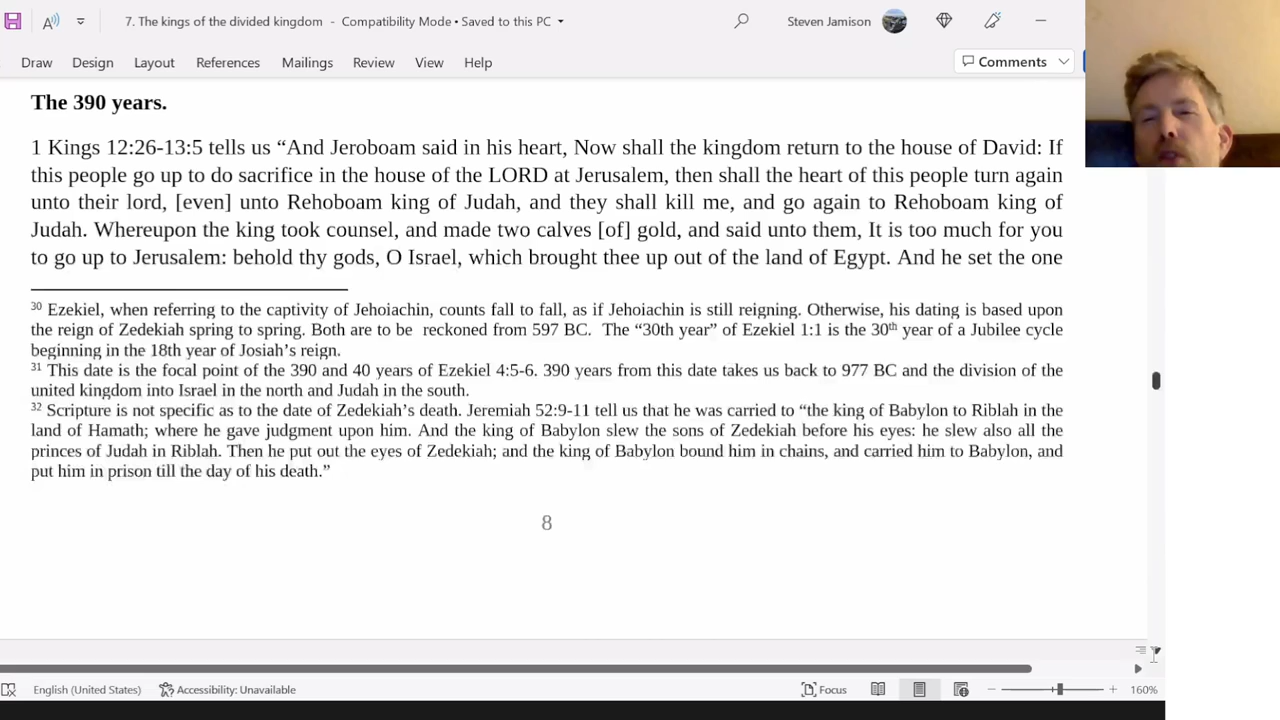 7. The kings of the divided kingdom - Compatibility Mode • Saved to this PC
Steven Jamison
Draw Design Layout References Mailings Review View Help
Comments
The 390 years.
1 Kings 12:26-13:5 tells us “And Jeroboam said in his heart, Now shall the kingdom return to the house of David: If
this people go up to do sacrifice in the house of the LORD at Jerusalem, then shall the heart of this people turn again
unto their lord, [even] unto Rehoboam king of Judah, and they shall kill me, and go again to Rehoboam king of
Judah. Whereupon the king took counsel, and made two calves [of] gold, and said unto them, It is too much for you
to go up to Jerusalem: behold thy gods, O Israel, which brought thee up out of the land of Egypt. And he set the one
30 Ezekiel, when referring to the captivity of Jehoiachin, counts fall to fall, as if Jehoiachin is still reigning. Otherwise, his dating is based upon
the reign of Zedekiah spring to spring. Both are to be reckoned from 597 BC. The “30th year” of Ezekiel 1:1 is the 30th year of a Jubilee cycle
beginning in the 18th year of Josiah’s reign.
31 This date is the focal point of the 390 and 40 years of Ezekiel 4:5-6. 390 years from this date takes us back to 977 BC and the division of the
united kingdom into Israel in the north and Judah in the south.
32 Scripture is not specific as to the date of Zedekiah’s death. Jeremiah 52:9-11 tell us that he was carried to “the king of Babylon to Riblah in the
land of Hamath; where he gave judgment upon him. And the king of Babylon slew the sons of Zedekiah before his eyes: he slew also all the
princes of Judah in Riblah. Then he put out the eyes of Zedekiah; and the king of Babylon bound him in chains, and carried him to Babylon, and
put him in prison till the day of his death.”
8
English (United States) Accessibility: Unavailable Focus 160%